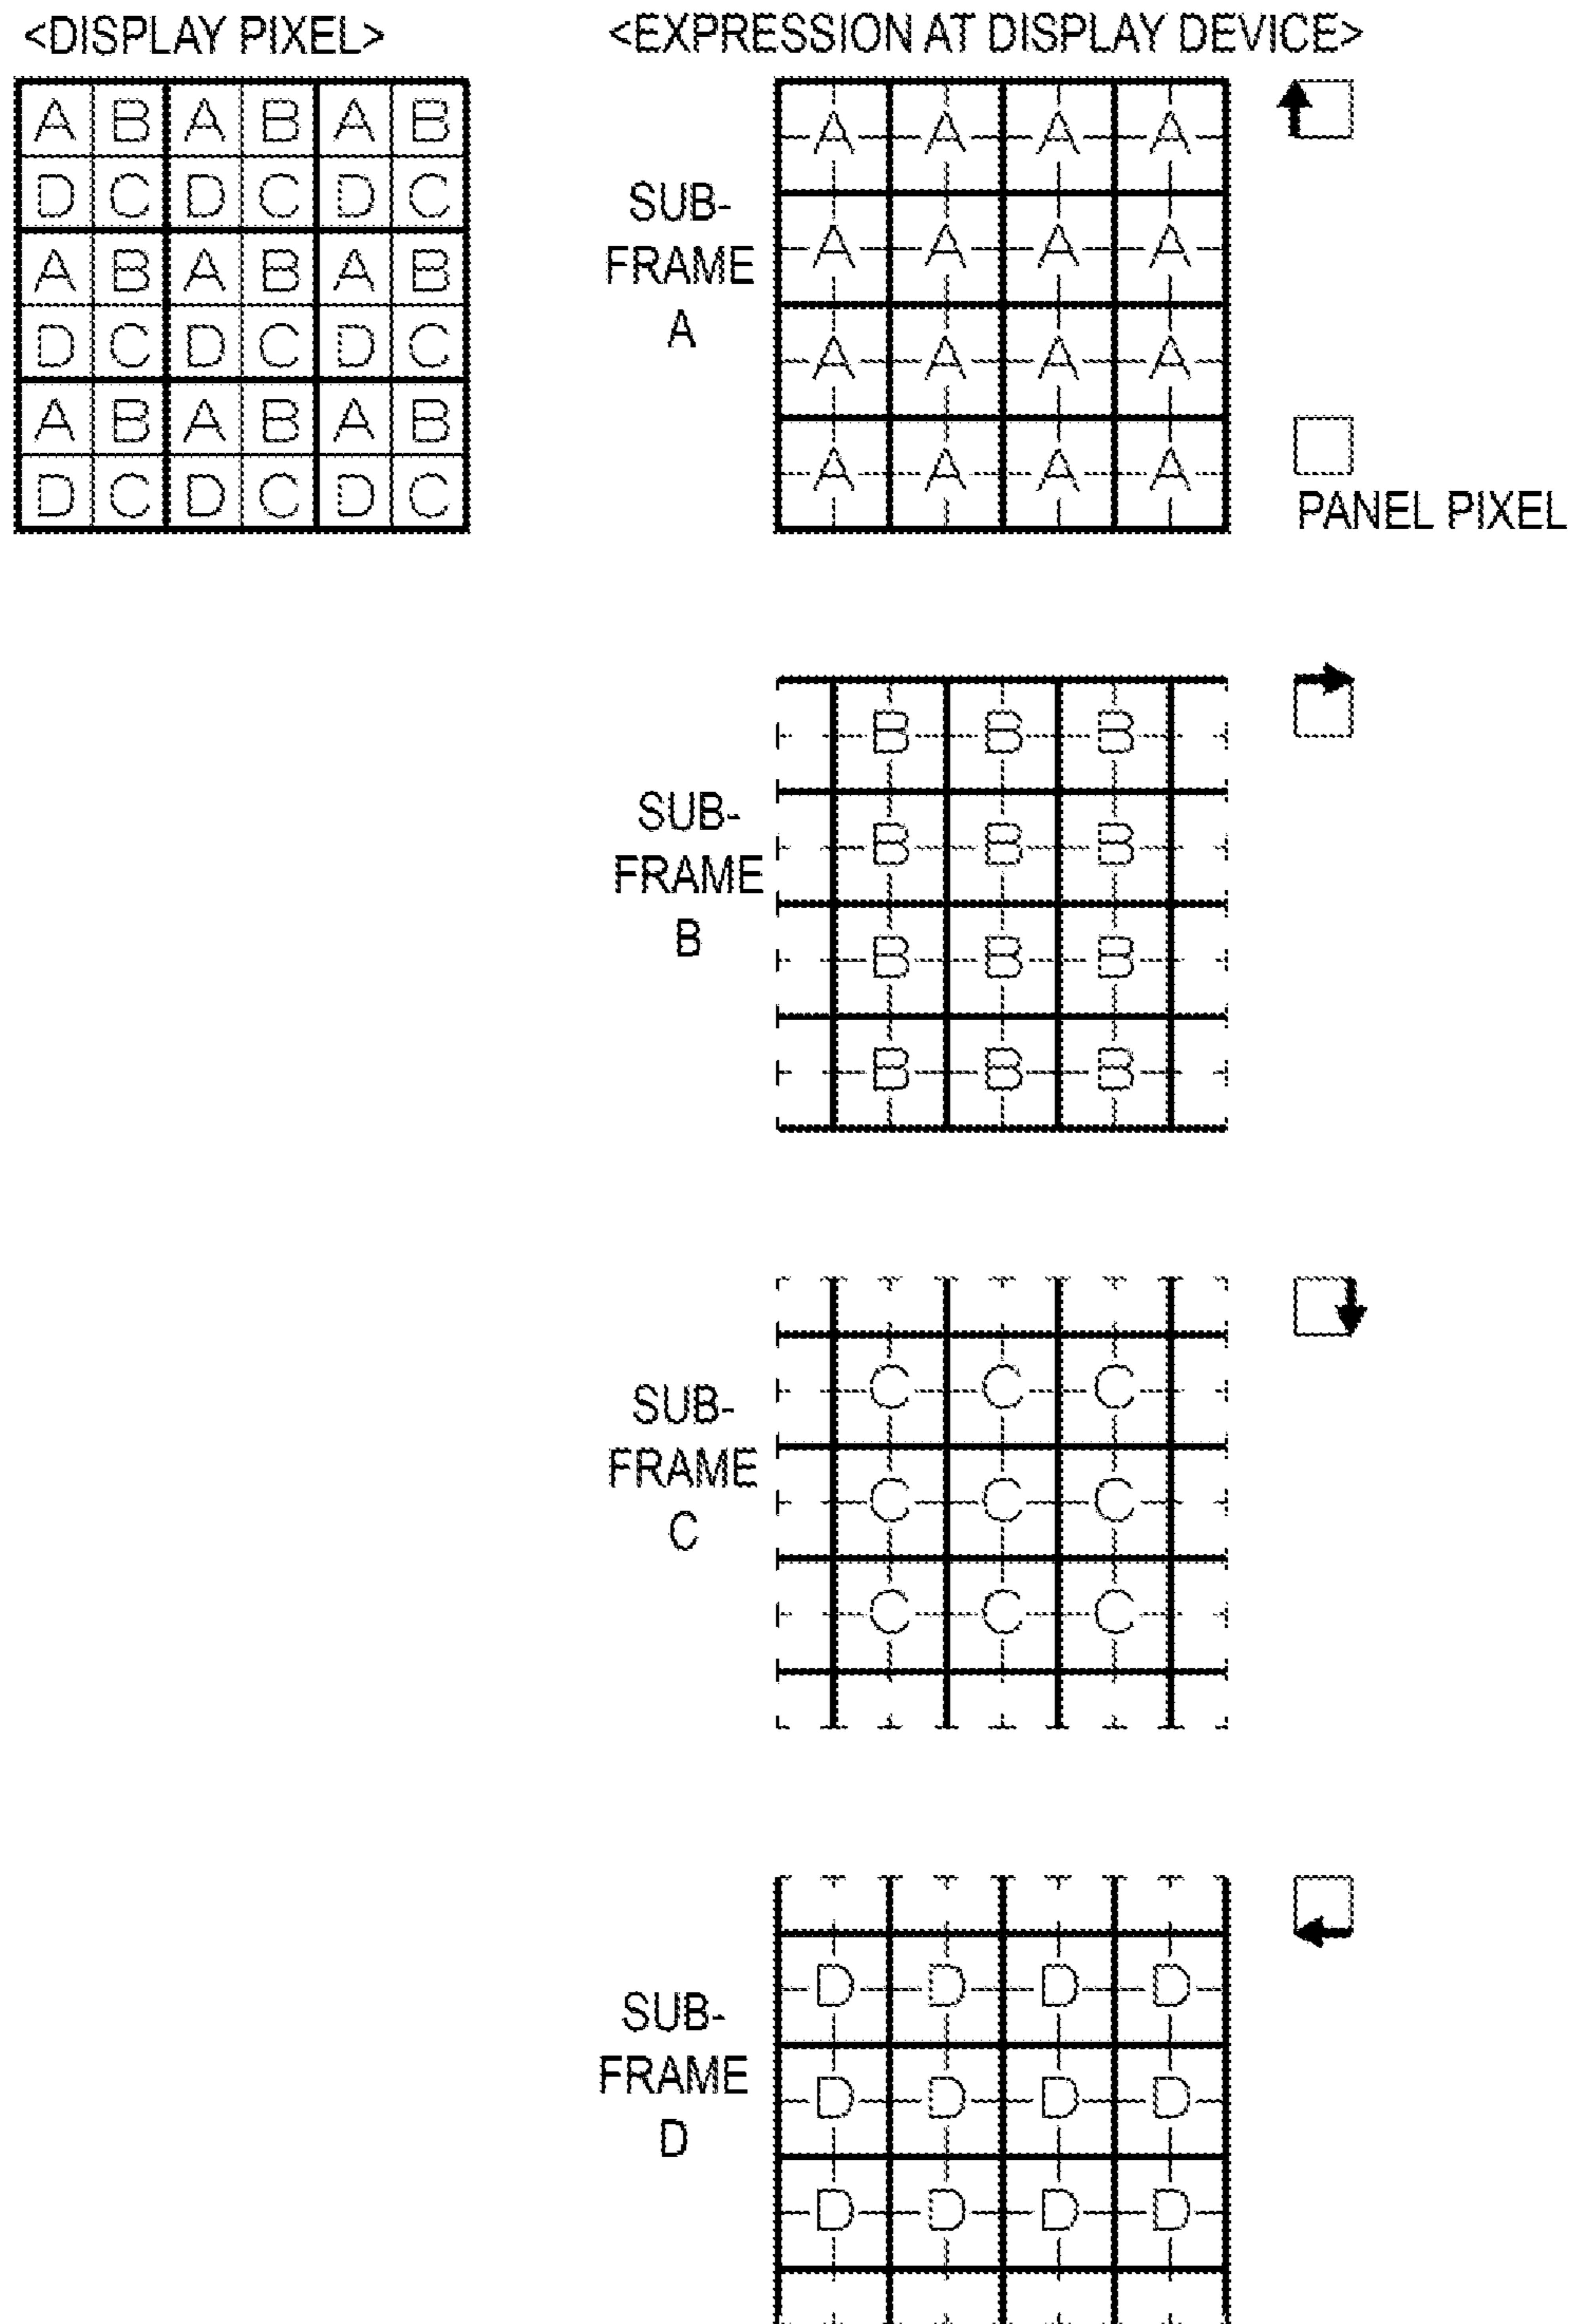 <DISPLAY PIXEL>
A B A B A B
D C D C D C
A B A B A B
D C D C D C
A B A B A B
D C D C D C
<EXPRESSION AT DISPLAY DEVICE>
SUB-
FRAME
A
A A A A
A A A A
A A A A
A A A A
PANEL PIXEL
SUB-
FRAME
B
B B B
B B B
B B B
B B B
SUB-
FRAME
C
C C C
C C C
C C C
SUB-
FRAME
D
D D D D
D D D D
D D D D